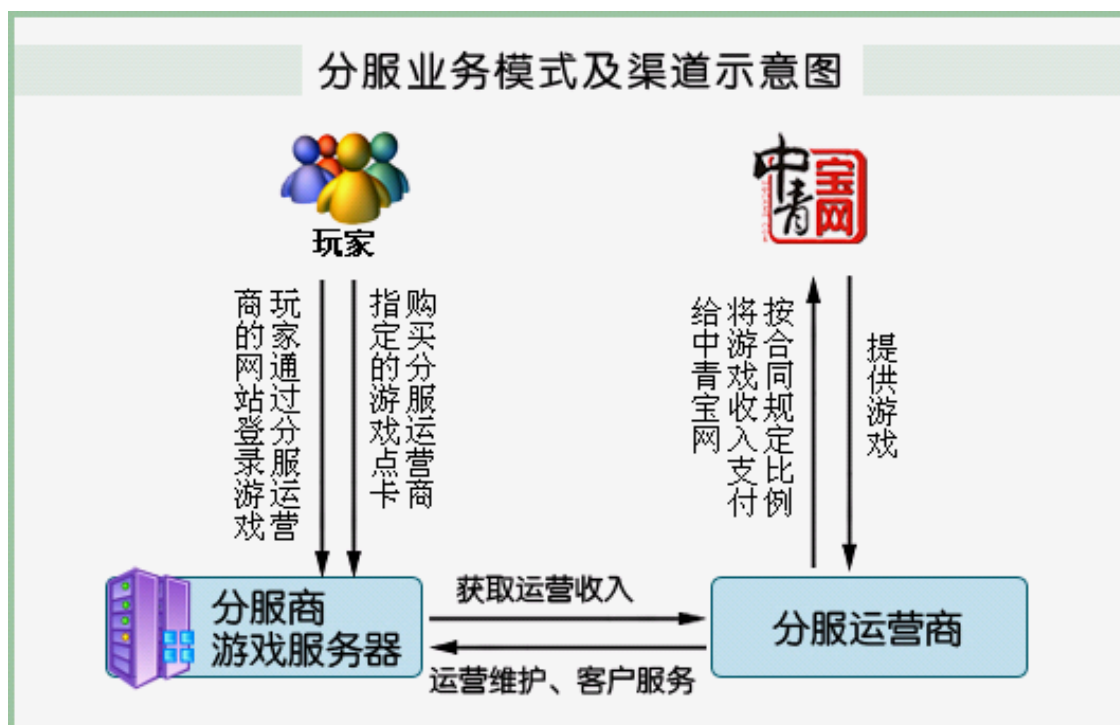 分服业务模式及渠道示意图
玩家
中青
宝网
玩家通过分服运营
商的网站登录游戏
购买分服运营商
指定的游戏点卡
按合同规定比例
将游戏收入支付
给中青宝网
提供游戏
分服商
游戏服务器
获取运营收入
运营维护、客户服务
分服运营商